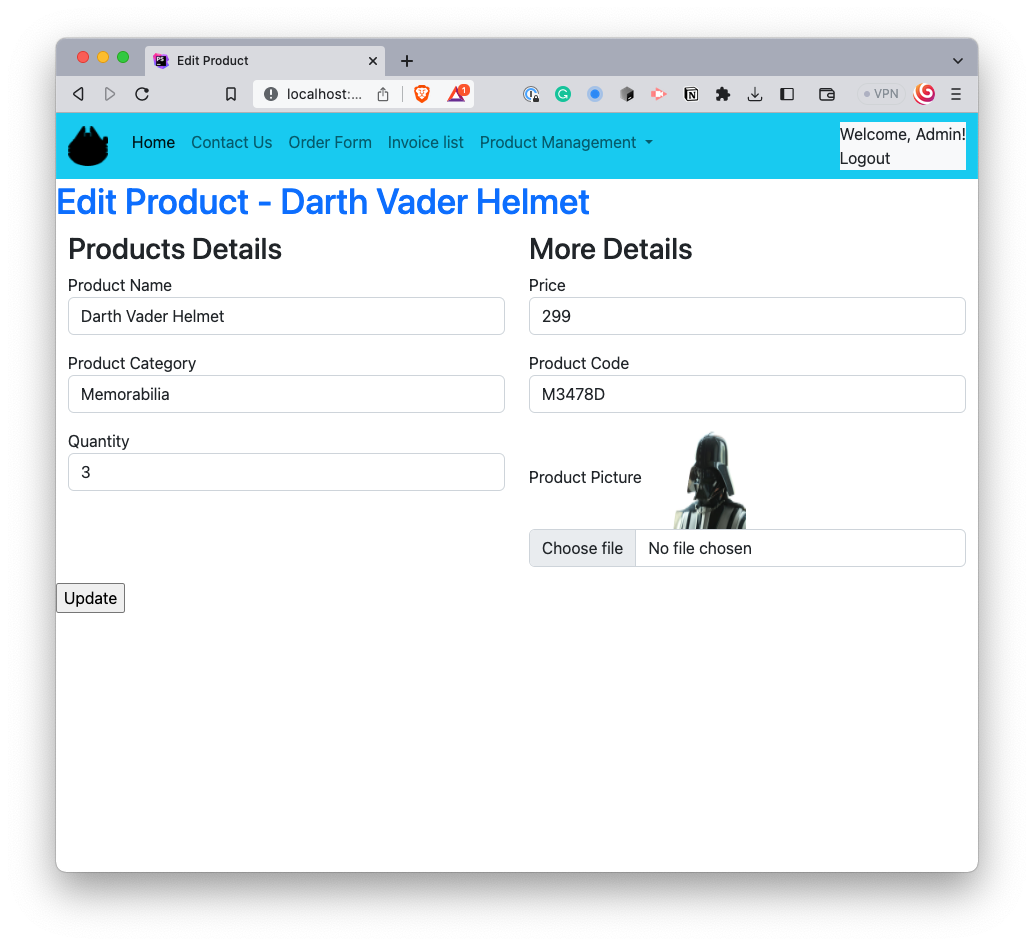 Edit Product
localhost:...
1
VPN
Home Contact Us Order Form Invoice list Product Management
Welcome, Admin!
Logout
Edit Product - Darth Vader Helmet
Products Details
More Details
Product Name
Price
Darth Vader Helmet
299
Product Category
Product Code
Memorabilia
M3478D
Quantity
3
Product Picture
Choose file No file chosen
Update